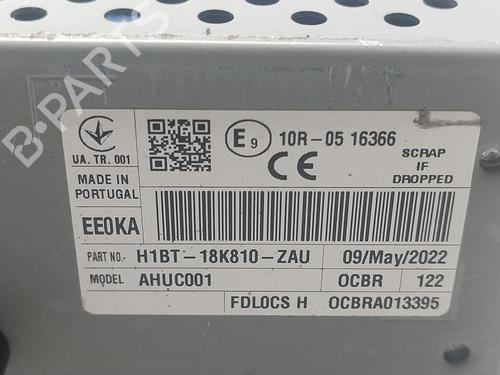 B-PARTS
UA. TR. 001
MADE IN
PORTUGAL
E9
10R-05 16366
CE
SCRAP
IF
DROPPED
EE0KA
PART NO. H1BT-18K810-ZAU 09/May/2022
MODEL AHUC001 OCBR 122
FDLOCS H OCBRA013395